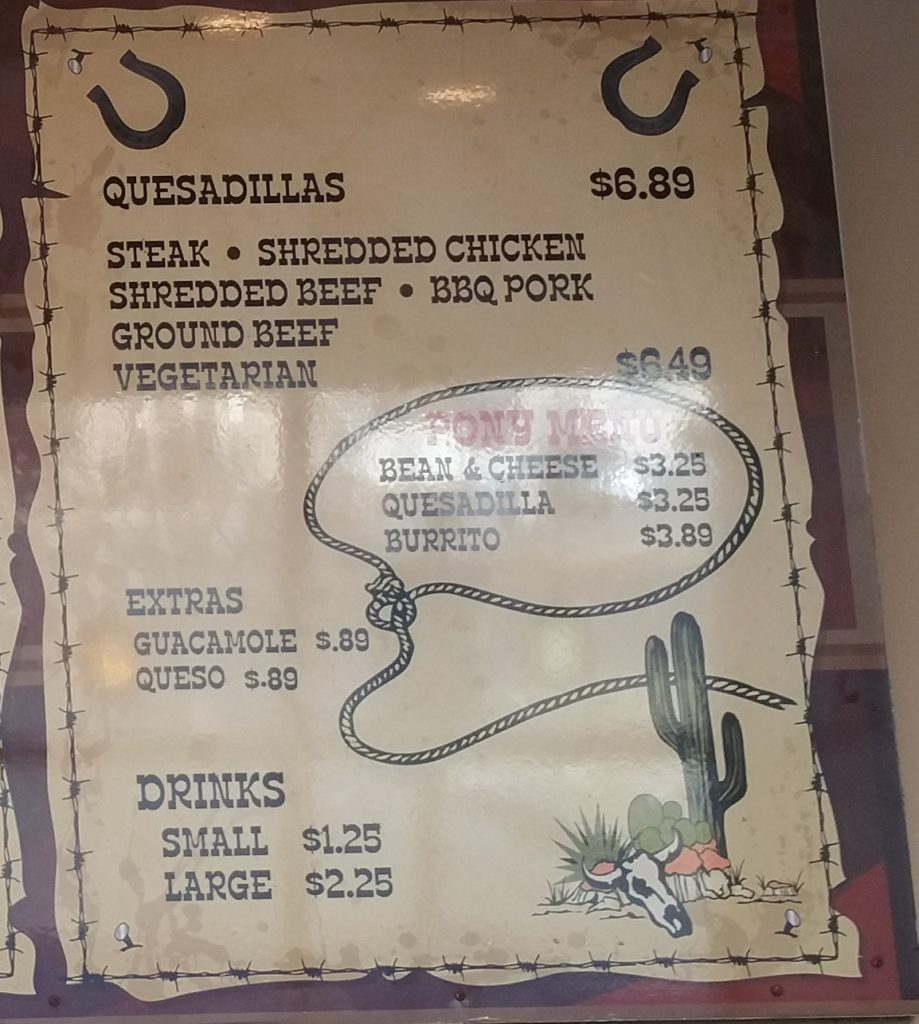 QUESADILLAS $6.89
STEAK • SHREDDED CHICKEN
SHREDDED BEEF • BBQ PORK
GROUND BEEF
VEGETARIAN $6.49
PONY MENU
BEAN & CHEESE $3.25
QUESADILLA $3.25
BURRITO $3.89
EXTRAS
GUACAMOLE $.89
QUESO $.89
DRINKS
SMALL $1.25
LARGE $2.25